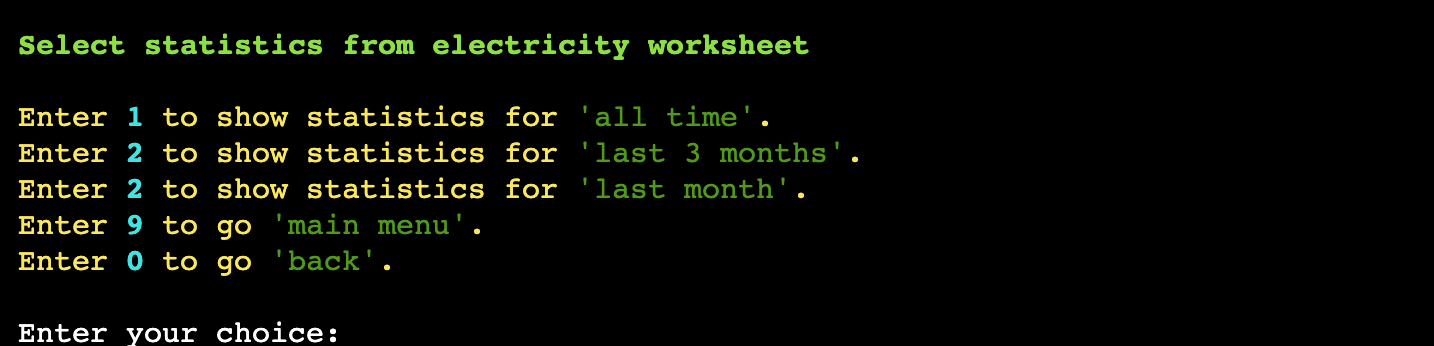 Select statistics from electricity worksheet
Enter 1 to show statistics for 'all time'.
Enter 2 to show statistics for 'last 3 months'.
Enter 2 to show statistics for 'last month'.
Enter 9 to go 'main menu'.
Enter 0 to go 'back'.
Enter your choice: